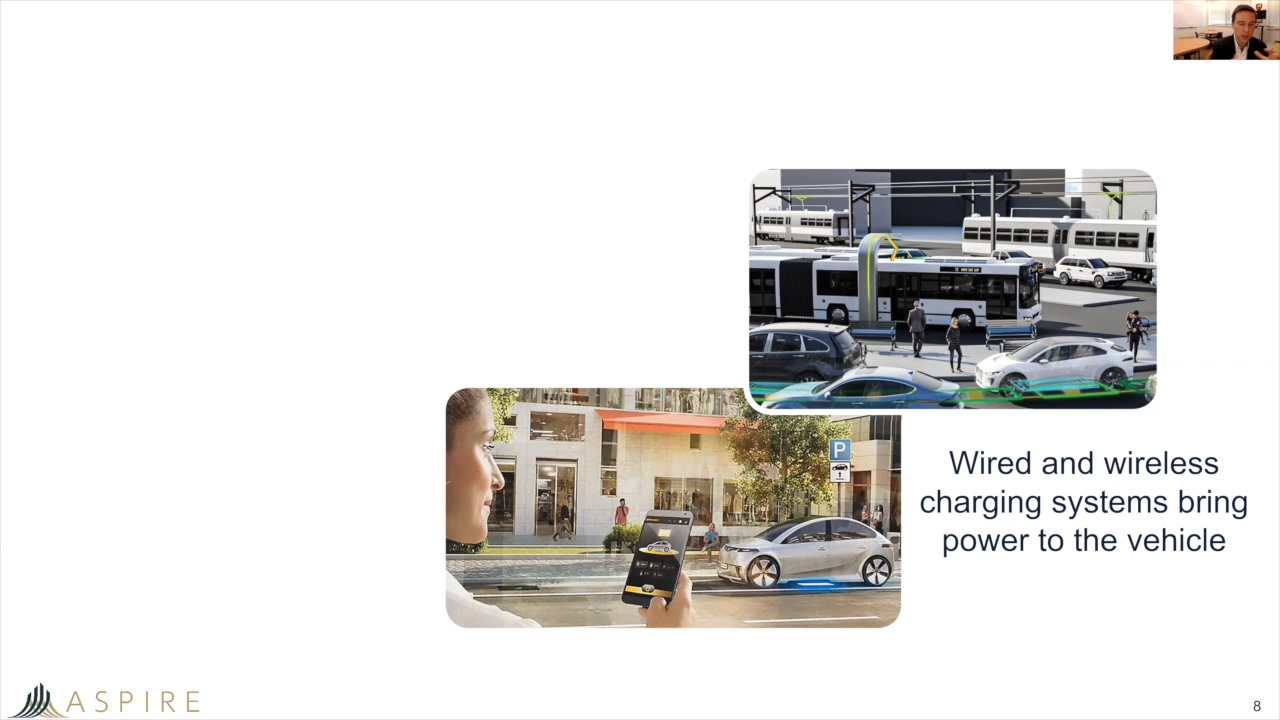 P
Wired and wireless
charging systems bring
power to the vehicle
ASPIRE
8